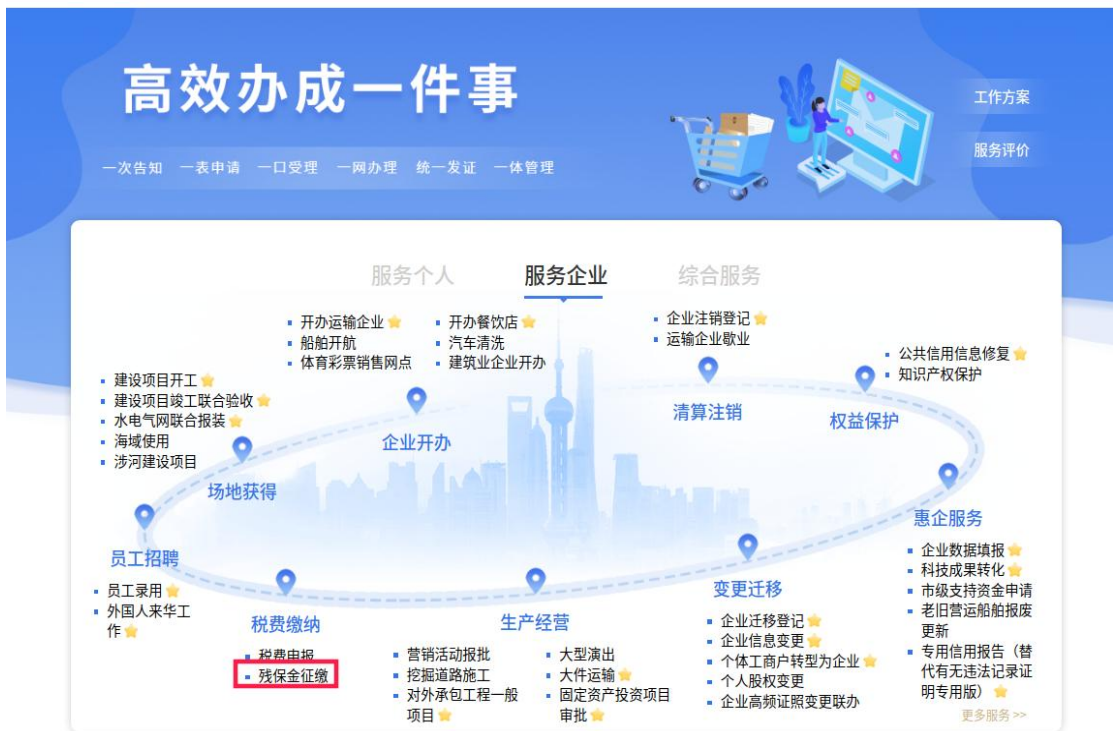 高效办成一件事
工作方案
服务评价
一次告知 一表申请 一口受理 一网办理 统一发证 一体管理
服务个人 服务企业 综合服务
开办运输企业
船舶开航
体育彩票销售网点
开办餐饮店
汽车清洗
建筑业企业开办
企业开办
企业注销登记
运输企业歇业
清算注销
公共信用信息修复
知识产权保护
权益保护
建设项目开工
建设项目竣工联合验收
水电气网联合报装
海域使用
涉河建设项目
场地获得
员工招聘
员工录用
外国人来华工
作
税费缴纳
税费申报
残保金征缴
生产经营
营销活动报批
挖掘道路施工
对外承包工程一般
项目
大型演出
大件运输
固定资产投资项目
审批
变更迁移
企业迁移登记
企业信息变更
个体工商户转型为企业
个人股权变更
企业高频证照变更联办
惠企服务
企业数据填报
科技成果转化
市级支持资金申请
老旧营运船舶报废
更新
专用信用报告（替
代有无违法记录证
明专用版）
更多服务 >>